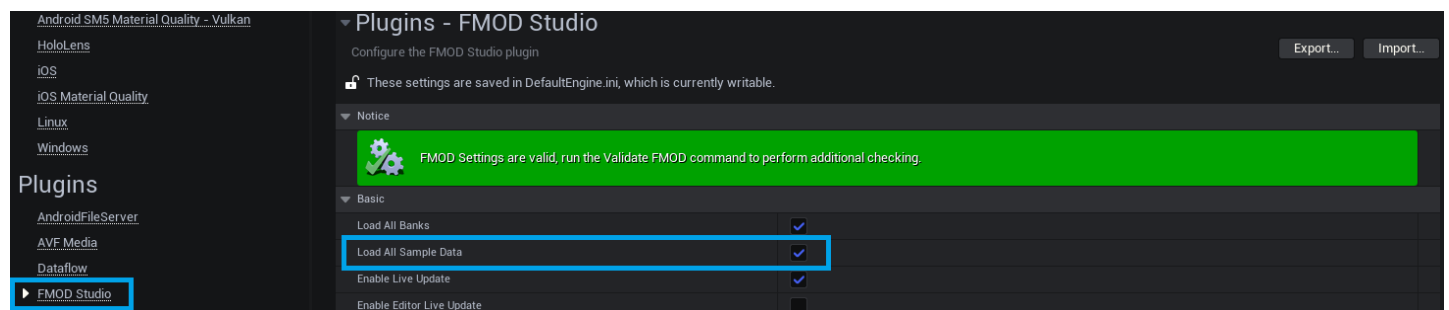 Android SM5 Material Quality - Vulkan
HoloLens
iOS
iOS Material Quality
Linux
Windows
Plugins
AndroidFileServer
AVF Media
Dataflow
FMOD Studio
Plugins - FMOD Studio
Configure the FMOD Studio plugin
Export...
Import...
These settings are saved in DefaultEngine.ini, which is currently writable.
Notice
FMOD Settings are valid, run the Validate FMOD command to perform additional checking.
Basic
Load All Banks
Load All Sample Data
Enable Live Update
Enable Editor Live Update